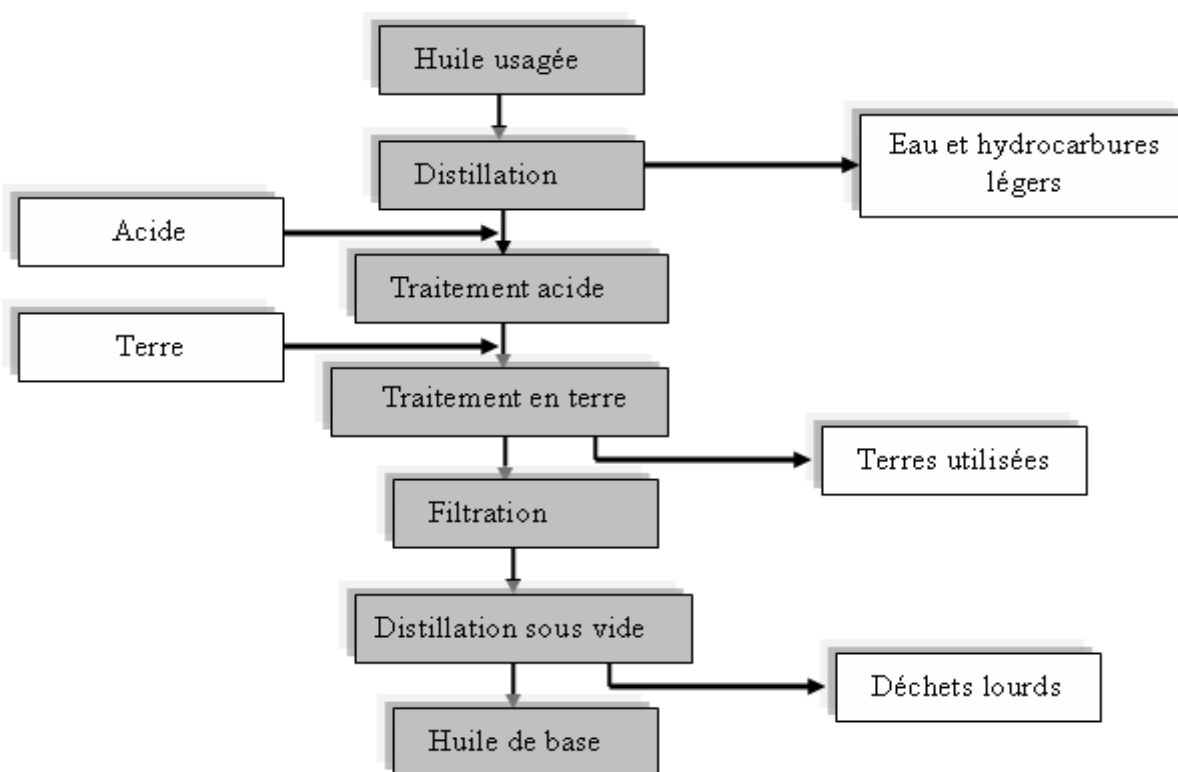 Huile usagée
Distillation
Eau et hydrocarbures
légers
Acide
Traitement acide
Terre
Traitement en terre
Terres utilisées
Filtration
Distillation sous vide
Déchets lourds
Huile de base